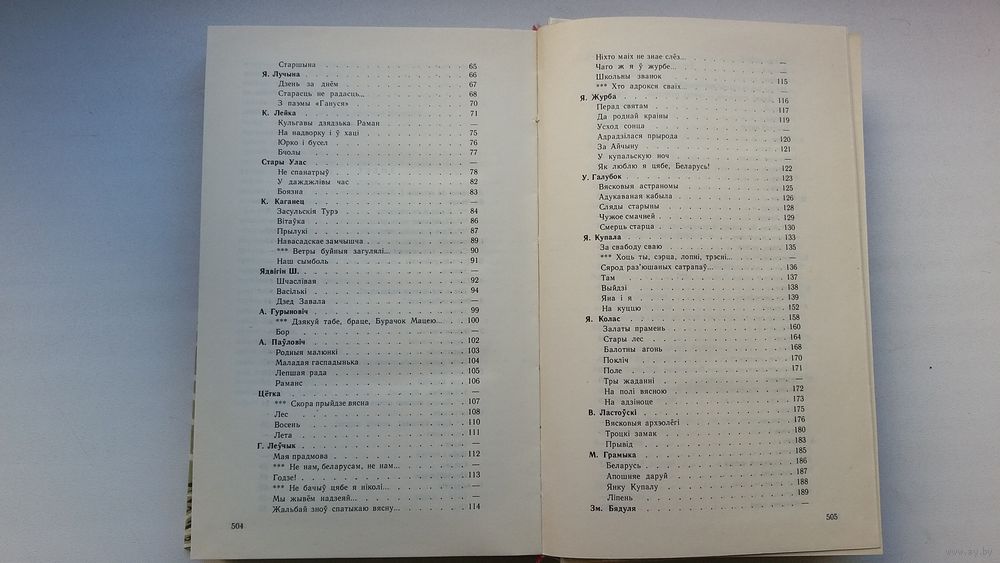 Старшына . . . 65
Я. Лучына . . . 66
Дзень за днём . . . 67
Старасць не радасць... . . . 68
З паэмы «Гануся» . . . 70
К. Лейка . . . 71
Кульгавы дзядзька Раман
На надворку і ў хаці . . . 75
Юрко і бусел . . . 76
Бчолы . . . 77
Стары Улас . . . —
Не спанатрыў . . . 78
У дажджлівы час . . . 82
Боязна . . . 83
К. Каганец . . . —
Засульскія Турэ . . . 84
Вітаўка . . . 86
Прылукі . . . 87
Навасадскае замчышча . . . 89
*** Ветры буйныя загулялі... . . . 90
Наш сымболь . . . 91
Ядвігін Ш. . . . —
Шчаслівая . . . 92
Васількі . . . 94
Дзед Завала . . . —
А. Гурыновіч . . . 99
*** Дзякуй табе, браце, Бурачок Мацею... . . . 100
Бор . . . —
А. Паўловіч . . . 102
Родныя малюнкі . . . 103
Маладая гаспадынька . . . 104
Лепшая рада . . . 105
Раманс . . . 106
Цётка
*** Скора прыйдзе вясна . . . 107
Лес . . . 108
Восень . . . 110
Лета . . . 111
Г. Леўчык . . . —
Мая прадмова . . . 112
*** Не нам, беларусам, не нам... . . . —
Годзе! . . . 113
*** Не бачыў цябе я ніколі... . . . —
Мы жывём надзеяй... . . . —
Жальбай зноў спатыкаю вясну... . . . 114
504
Ніхто маіх не знае слёз...
Чаго ж я ў журбе... . . . —
Школьны званок
*** Хто адрокся сваіх... . . . 115
Я. Журба . . . 116
Перад святам . . . 117
Да роднай краіны . . . 119
Усход сонца . . . —
Адрадзілася прырода . . . 120
За Айчыну . . . 121
У купальскую ноч . . . —
Як люблю я цябе, Беларусь! . . . 122
У. Галубок . . . 123
Вясковыя астраномы . . . 125
Адукаваная кабыла . . . 126
Сляды старыны . . . 128
Чужое смачней . . . 129
Смерць старца . . . 130
Я. Купала . . . 133
За свабоду сваю . . . 135
*** Хоць ты, сэрца, лопні, трэсні... . . . —
Сярод раз'юшаных сатрапаў... . . . 136
Там . . . 137
Выйдзі . . . 138
Яна і я . . . 139
На куццю . . . 152
Я. Колас . . . 158
Залаты прамень . . . 160
Стары лес . . . 164
Балотны агонь . . . 168
Покліч . . . 170
Поле . . . 171
Тры жаданні . . . —
На полі вясною . . . 172
На адзіноце . . . 173
В. Ластоўскі . . . 175
Вясковыя архэолёгі . . . 176
Троцкі замак . . . 180
Прывід . . . 183
М. Грамыка . . . 185
Беларусь . . . 186
Апошняе даруй . . . 187
Янку Купалу . . . 188
Ліпень . . . 189
Зм. Бядуля . . . —
505
www.ay.by